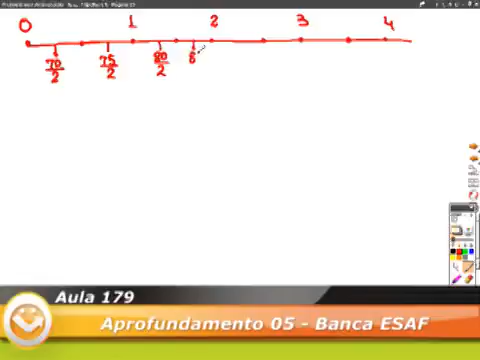 0 1 2 3 4
70/2 75/2 80/2 8
Aula 179
Aprofundamento 05 - Banca ESAF